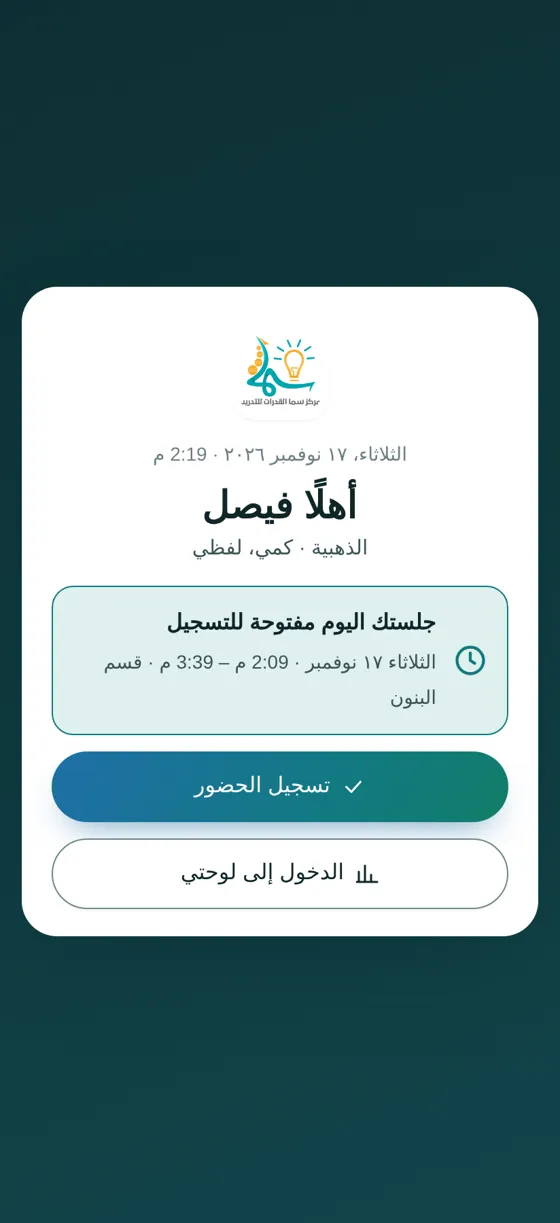 مركز سما القدرات للتدريب
الثلاثاء، ١٧ نوفمبر ٢٠٢٦ · 2:19 م
أهلًا فيصل
الذهبية · كمي، لفظي
جلستك اليوم مفتوحة للتسجيل
الثلاثاء ١٧ نوفمبر · 2:09 م – 3:39 م · قسم
البنون
تسجيل الحضور
الدخول إلى لوحتي